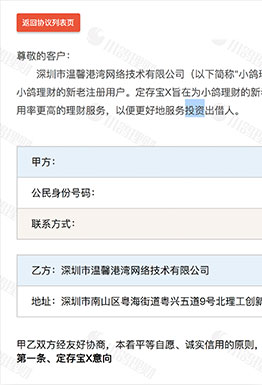 返回协议列表页
尊敬的客户：
深圳市温馨港湾网络技术有限公司（以下简称“小鸽
小鸽理财的新老注册用户。定存宝X旨在为小鸽理财的新
用率更高的理财服务，以便更好地服务投资出借人。
甲方：
公民身份号码：
联系方式：
乙方：深圳市温馨港湾网络技术有限公司
地址：深圳市南山区粤海街道粤兴五道9号北理工创新
甲乙双方经友好协商，本着平等自愿、诚实信用的原则，
第一条、定存宝X意向